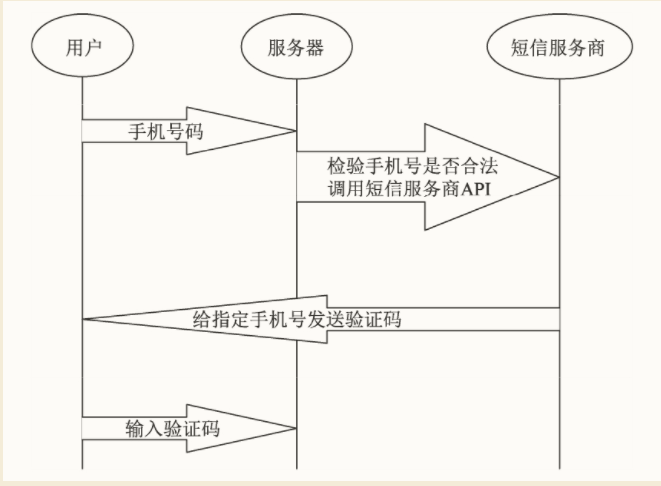 用户
服务器
短信服务商
手机号码
检验手机号是否合法
调用短信服务商API
给指定手机号发送验证码
输入验证码